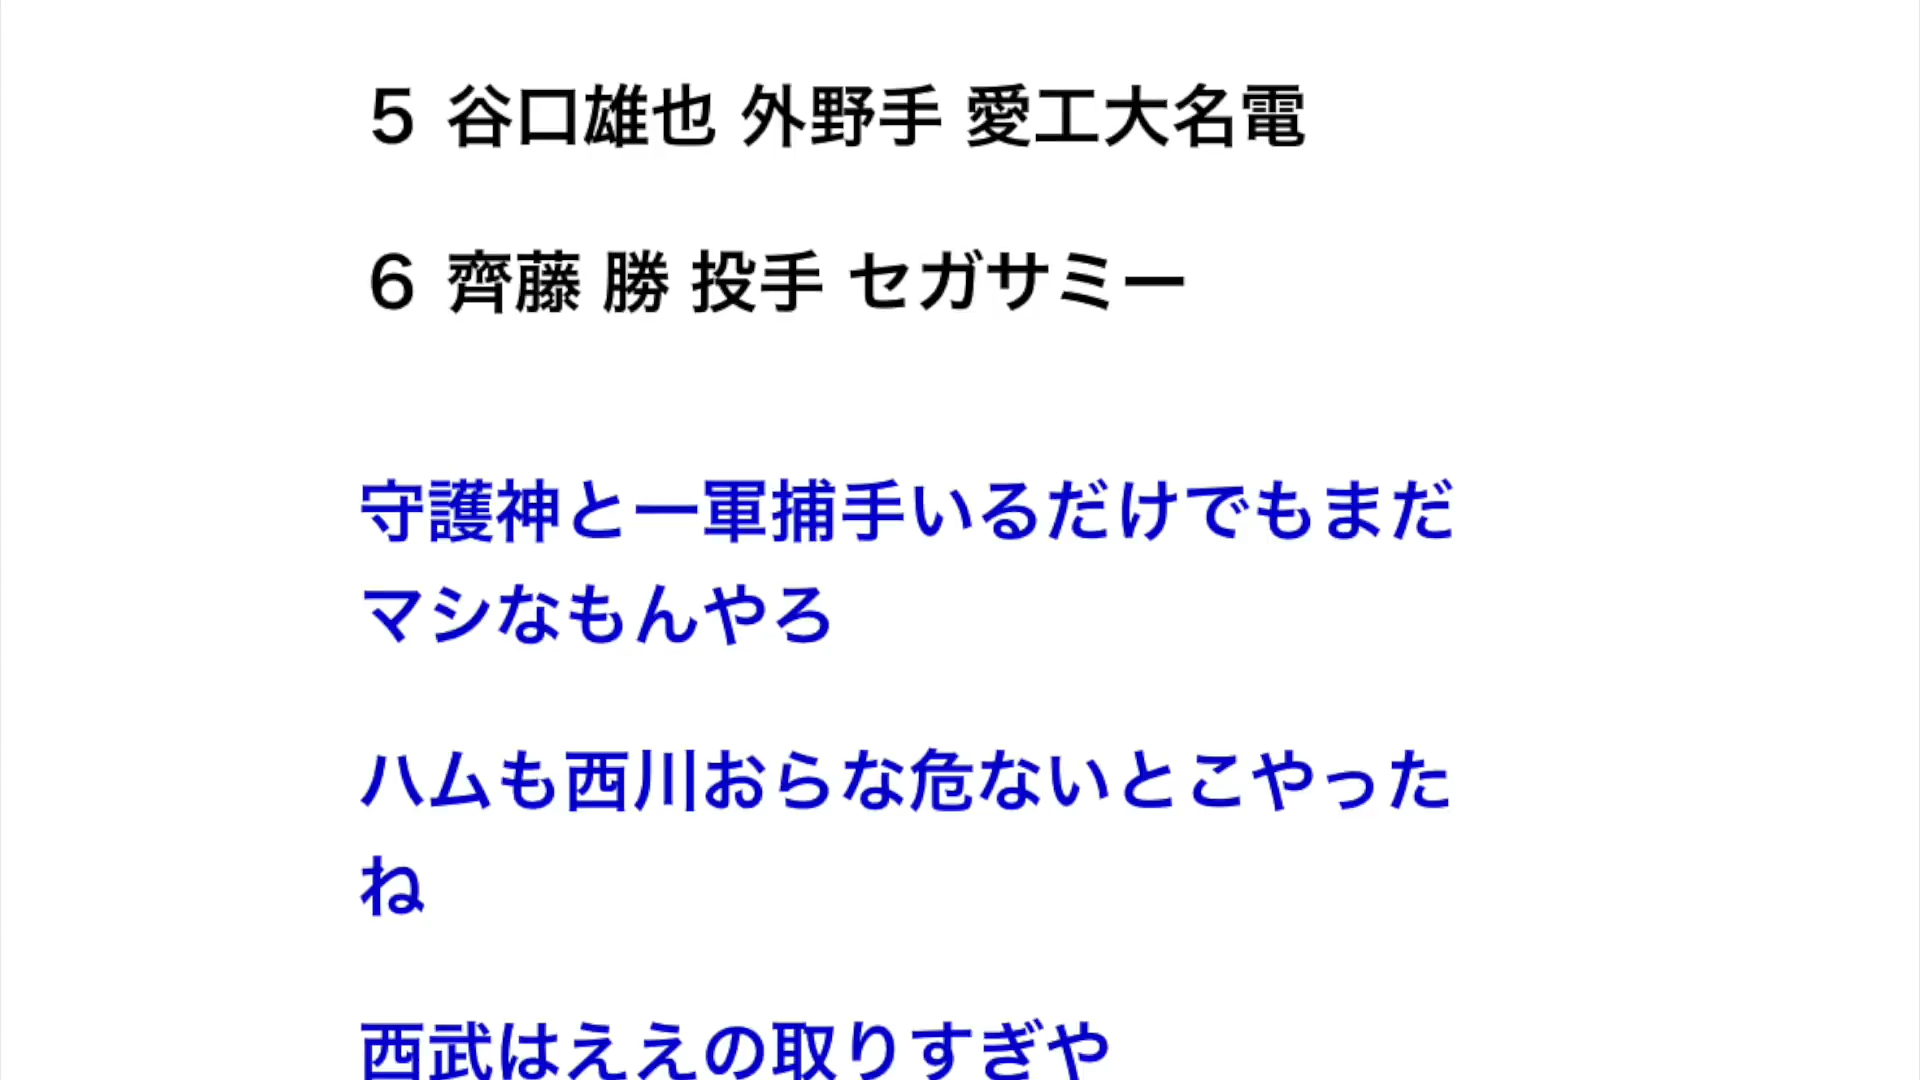 5 谷口雄也 外野手 愛工大名電
6 齊藤 勝 投手 セガサミー
守護神と一軍捕手いるだけでもまだ
マシなもんやろ
ハムも西川おらな危ないとこやった
ね
西武はええの取りすぎや